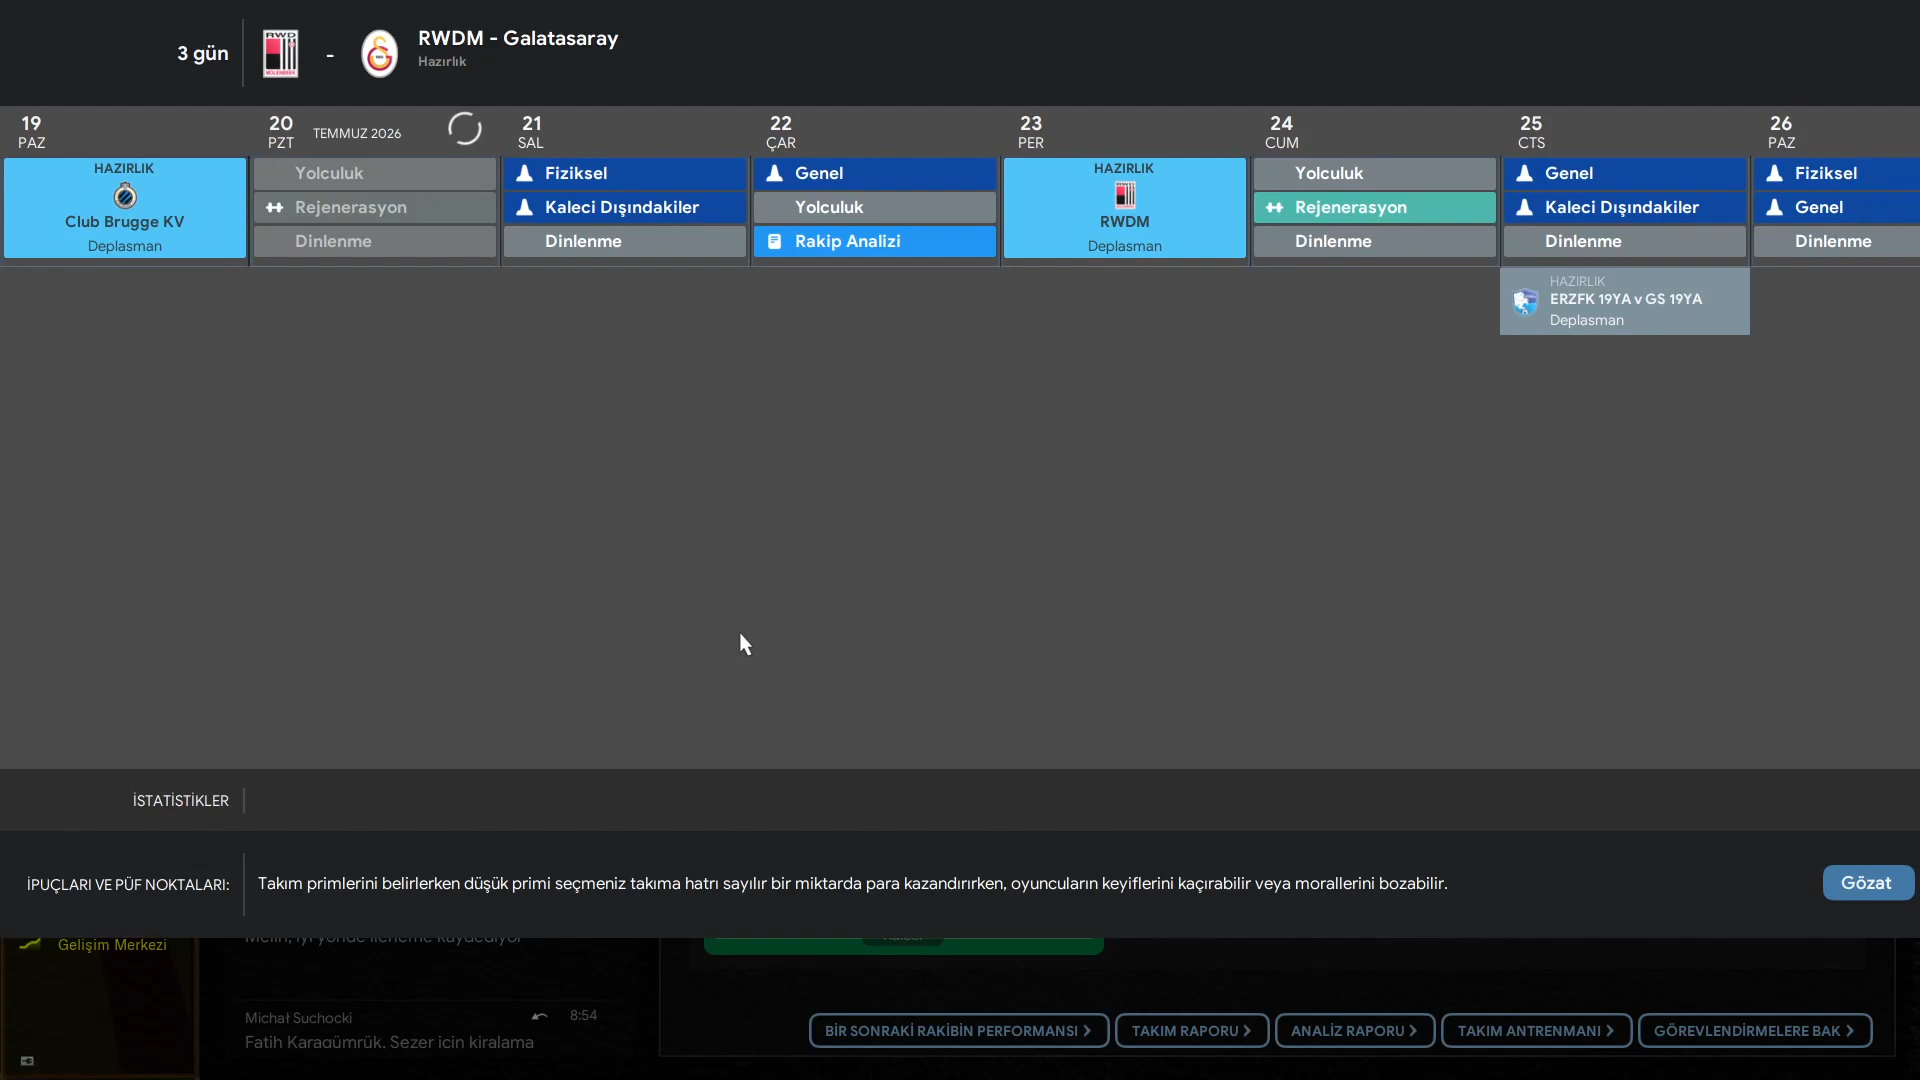 3 gün
RWDM - Galatasaray
Hazırlık
19
PAZ
20
PZT
TEMMUZ 2026
21
SAL
22
ÇAR
23
PER
24
CUM
25
CTS
26
PAZ
HAZIRLIK
Club Brugge KV
Deplasman
Yolculuk
Rejenerasyon
Dinlenme
Fiziksel
Kaleci Dışındakiler
Dinlenme
Genel
Yolculuk
Rakip Analizi
HAZIRLIK
RWDM
Deplasman
Yolculuk
Rejenerasyon
Dinlenme
Genel
Kaleci Dışındakiler
Dinlenme
Fiziksel
Genel
Dinlenme
HAZIRLIK
ERZFK 19YA v GS 19YA
Deplasman
İSTATİSTİKLER
İPUÇLARI VE PÜF NOKTALARI:
Takım primlerini belirlerken düşük primi seçmeniz takıma hatrı sayılır bir miktarda para kazandırırken, oyuncuların keyiflerini kaçırabilir veya morallerini bozabilir.
Gözat
Gelişim Merkezi
Melih, iyi yönde ilerleme kaydediyor
Michał Suchocki
8:54
Fatih Karagümrük, Sezer için kiralama
BİR SONRAKİ RAKİBİN PERFORMANSI
TAKIM RAPORU
ANALİZ RAPORU
TAKIM ANTRENMANI
GÖREVLENDİRMELERE BAK